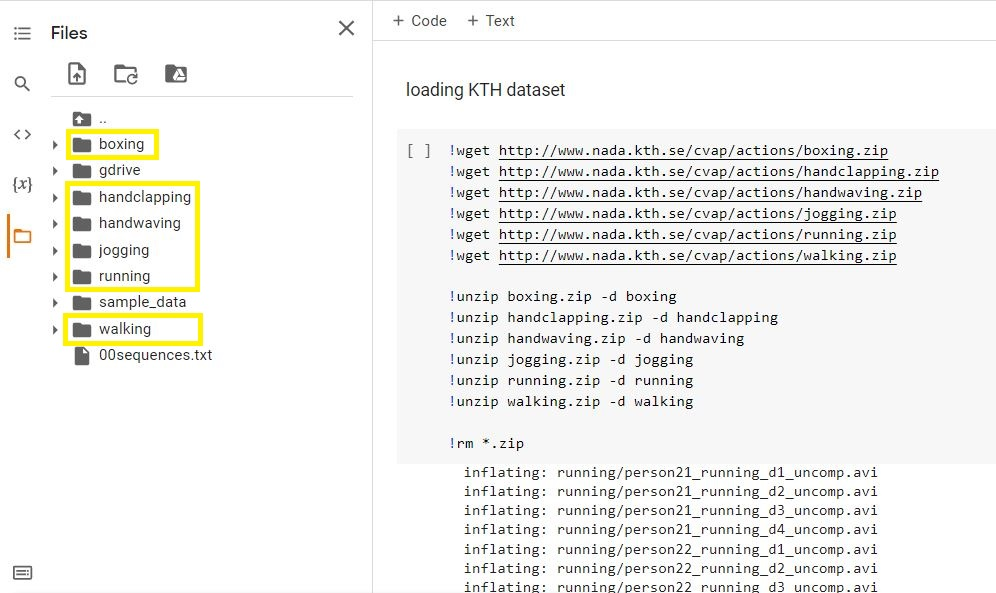 Files
..
boxing
gdrive
handclapping
handwaving
jogging
running
sample_data
walking
00sequences.txt
{x}
+ Code + Text
loading KTH dataset
[ ] !wget http://www.nada.kth.se/cvap/actions/boxing.zip
!wget http://www.nada.kth.se/cvap/actions/handclapping.zip
!wget http://www.nada.kth.se/cvap/actions/handwaving.zip
!wget http://www.nada.kth.se/cvap/actions/jogging.zip
!wget http://www.nada.kth.se/cvap/actions/running.zip
!wget http://www.nada.kth.se/cvap/actions/walking.zip
!unzip boxing.zip -d boxing
!unzip handclapping.zip -d handclapping
!unzip handwaving.zip -d handwaving
!unzip jogging.zip -d jogging
!unzip running.zip -d running
!unzip walking.zip -d walking
!rm *.zip
inflating: running/person21_running_d1_uncomp.avi
inflating: running/person21_running_d2_uncomp.avi
inflating: running/person21_running_d3_uncomp.avi
inflating: running/person21_running_d4_uncomp.avi
inflating: running/person22_running_d1_uncomp.avi
inflating: running/person22_running_d2_uncomp.avi
inflating: running/person22_running_d3_uncomp.avi